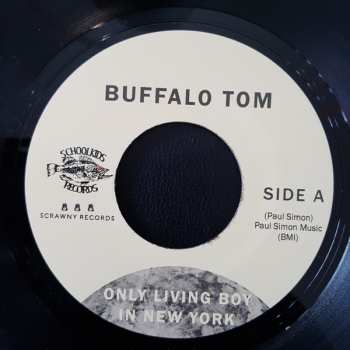 BUFFALO TOM
SCHOOLKIDS
RECORDS
SCRAWNY RECORDS
SIDE A
(Paul Simon)
Paul Simon Music
(BMI)
ONLY LIVING BOY
IN NEW YORK